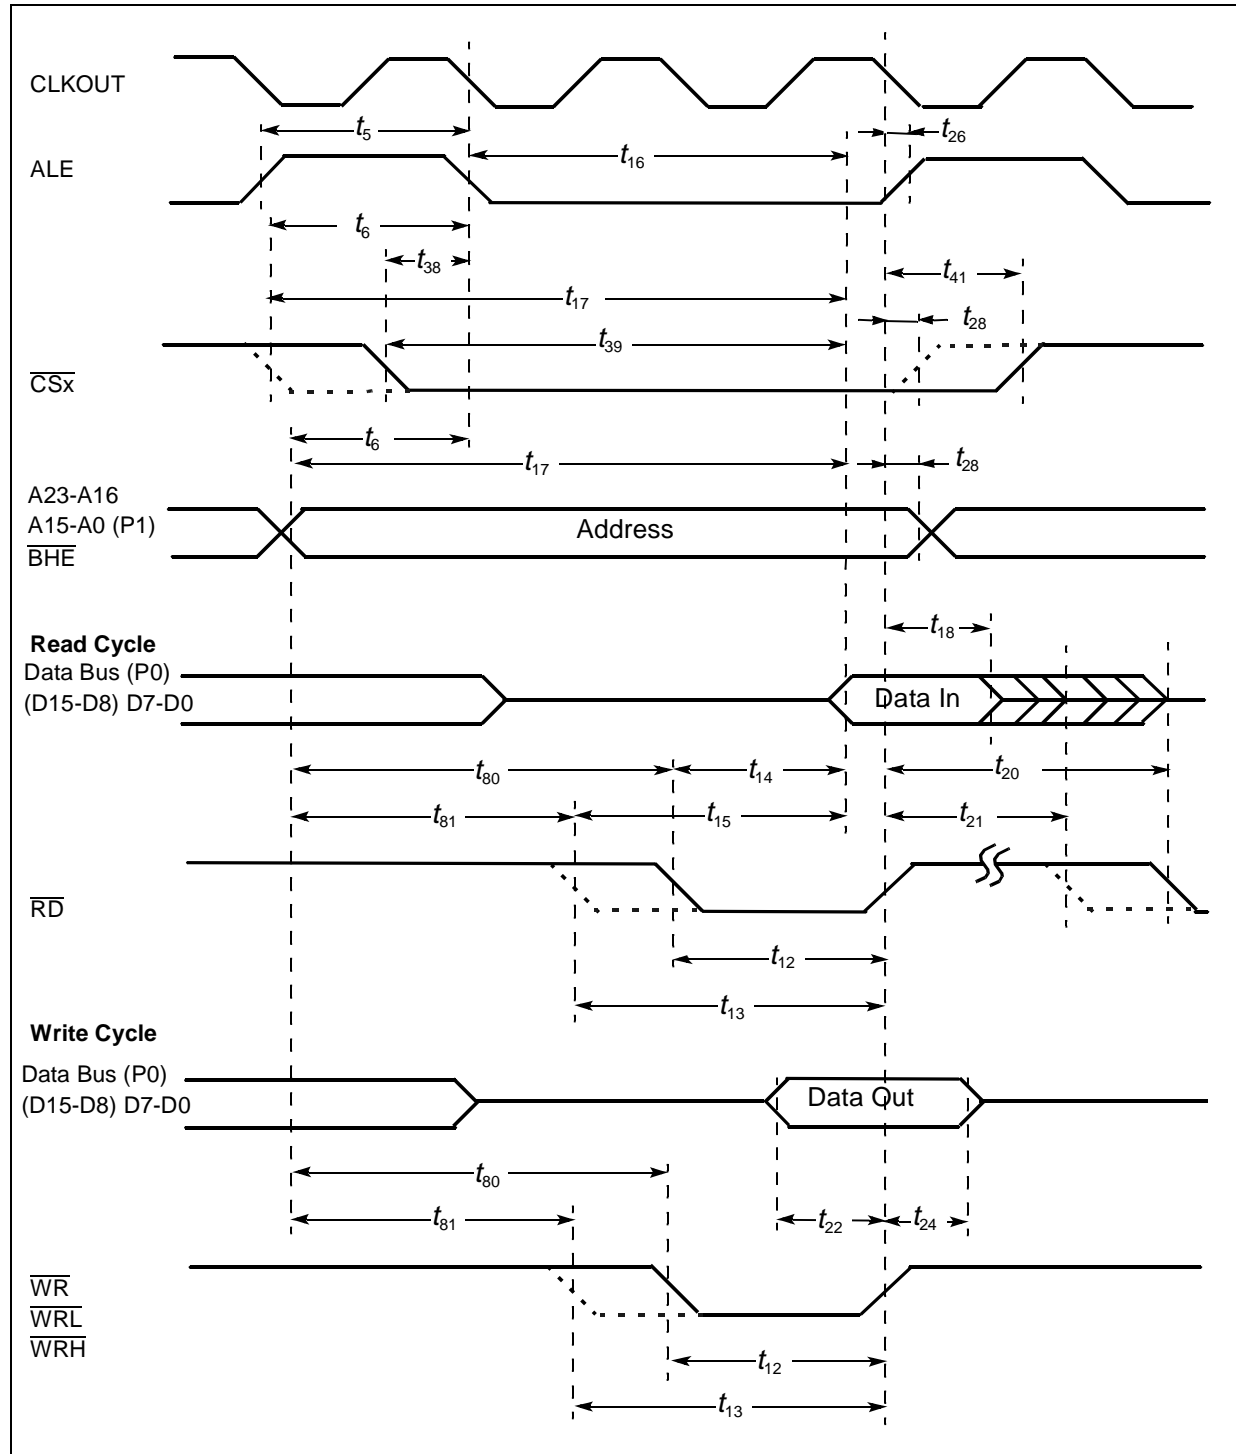 CLKOUT
t5
t26
ALE
t16
t6
t38
t41
t17
t28
t39
CSx
t6
t17
t28
A23-A16
A15-A0 (P1)
Address
BHE
t18
Read Cycle
Data Bus (P0)
(D15-D8) D7-D0
Data In
t80
t14
t20
t81
t15
t21
RD
t12
t13
Write Cycle
Data Bus (P0)
(D15-D8) D7-D0
Data Out
t80
t81
t22
t24
WR
WRL
WRH
t12
t13